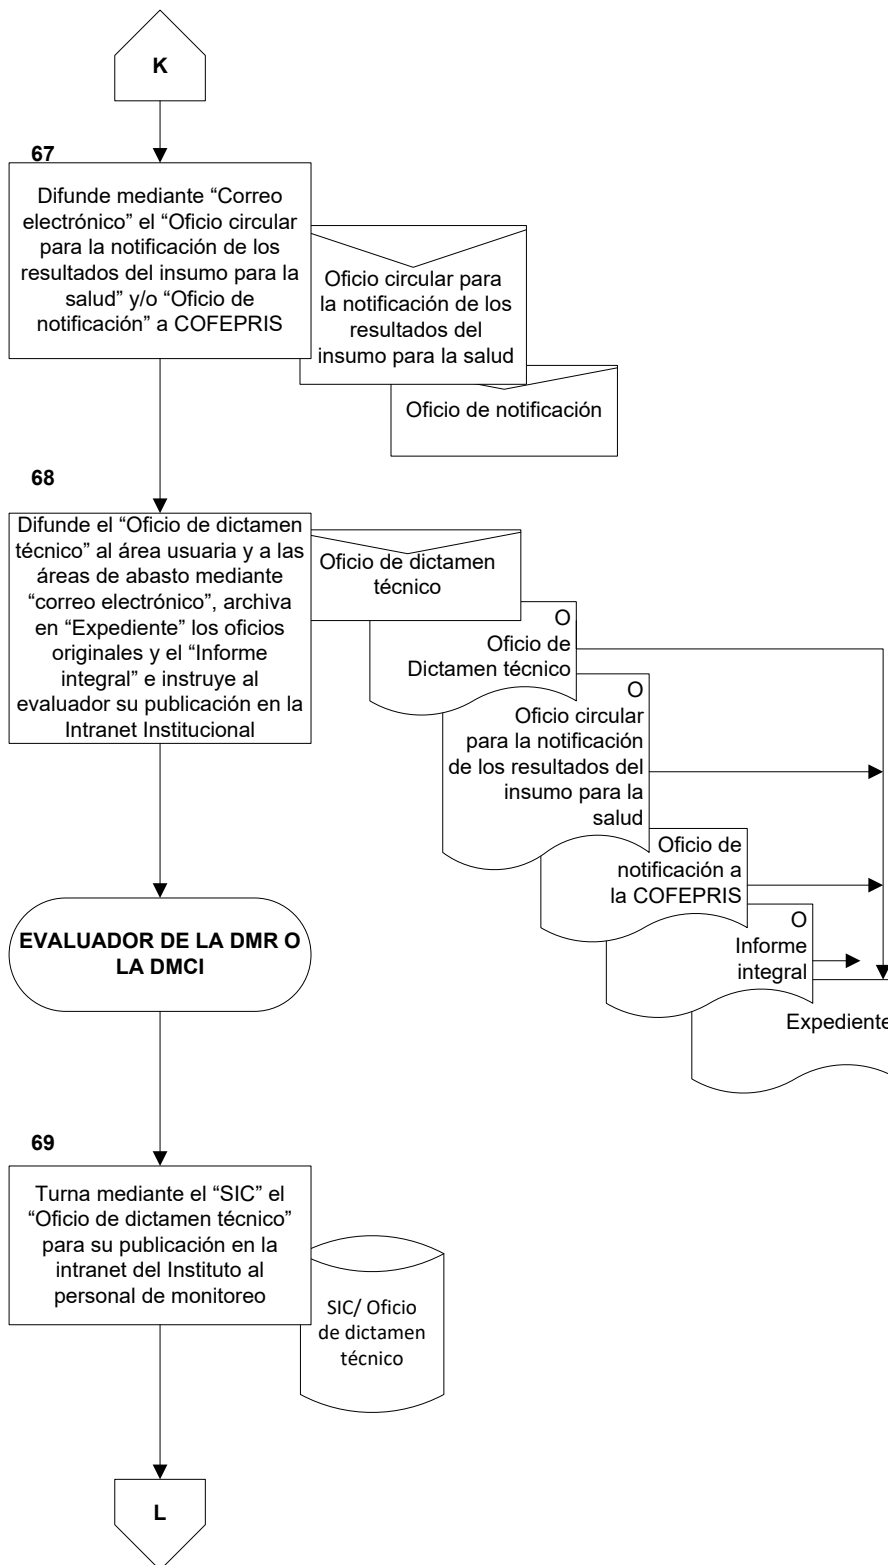 K
67
Difunde mediante “Correo
electrónico” el “Oficio circular
para la notificación de los
resultados del insumo para la
salud” y/o “Oficio de
notificación” a COFEPRIS
Oficio circular para
la notificación de los
resultados del
insumo para la salud
Oficio de notificación
68
Difunde el “Oficio de dictamen
técnico” al área usuaria y a las
áreas de abasto mediante
“correo electrónico”, archiva
en “Expediente” los oficios
originales y el “Informe
integral” e instruye al
evaluador su publicación en la
Intranet Institucional
Oficio de dictamen
técnico
O
Oficio de
Dictamen técnico
O
Oficio circular
para la notificación
de los resultados del
insumo para la
salud
Oficio de
notificación a
la COFEPRIS
O
Informe
integral
Expediente
EVALUADOR DE LA DMR O
LA DMCI
69
Turna mediante el “SIC” el
“Oficio de dictamen técnico”
para su publicación en la
intranet del Instituto al
personal de monitoreo
SIC/ Oficio
de dictamen
técnico
L